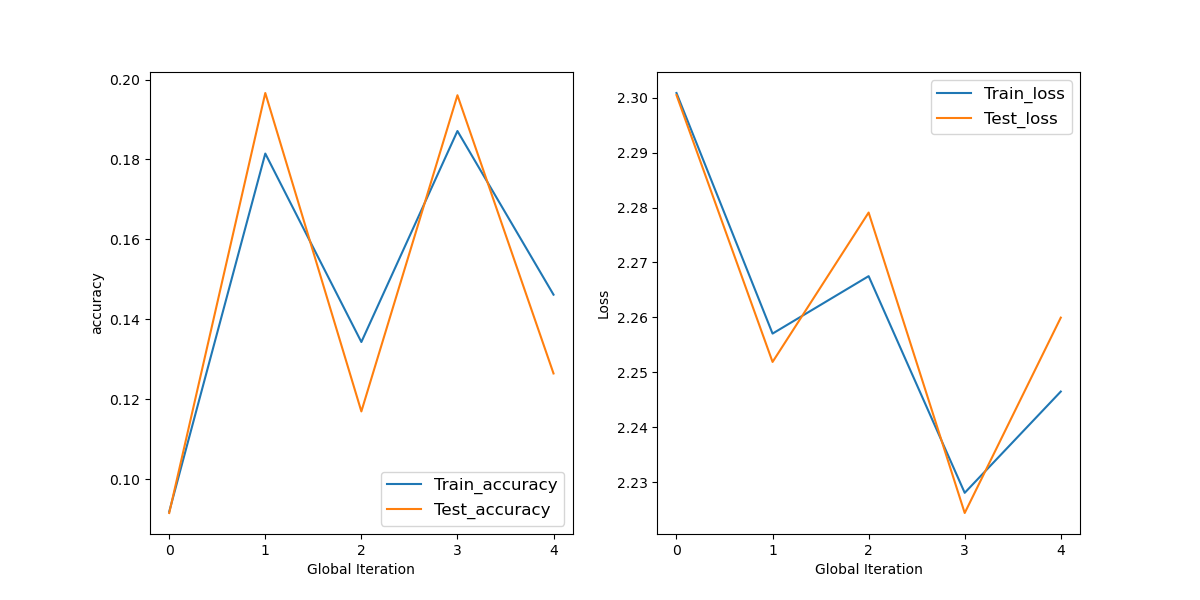 0.20
0.18
0.16
0.14
0.12
0.10
accuracy
0 1 2 3 4
Global Iteration
Train_accuracy
Test_accuracy
2.30
2.29
2.28
2.27
2.26
2.25
2.24
2.23
Loss
0 1 2 3 4
Global Iteration
Train_loss
Test_loss